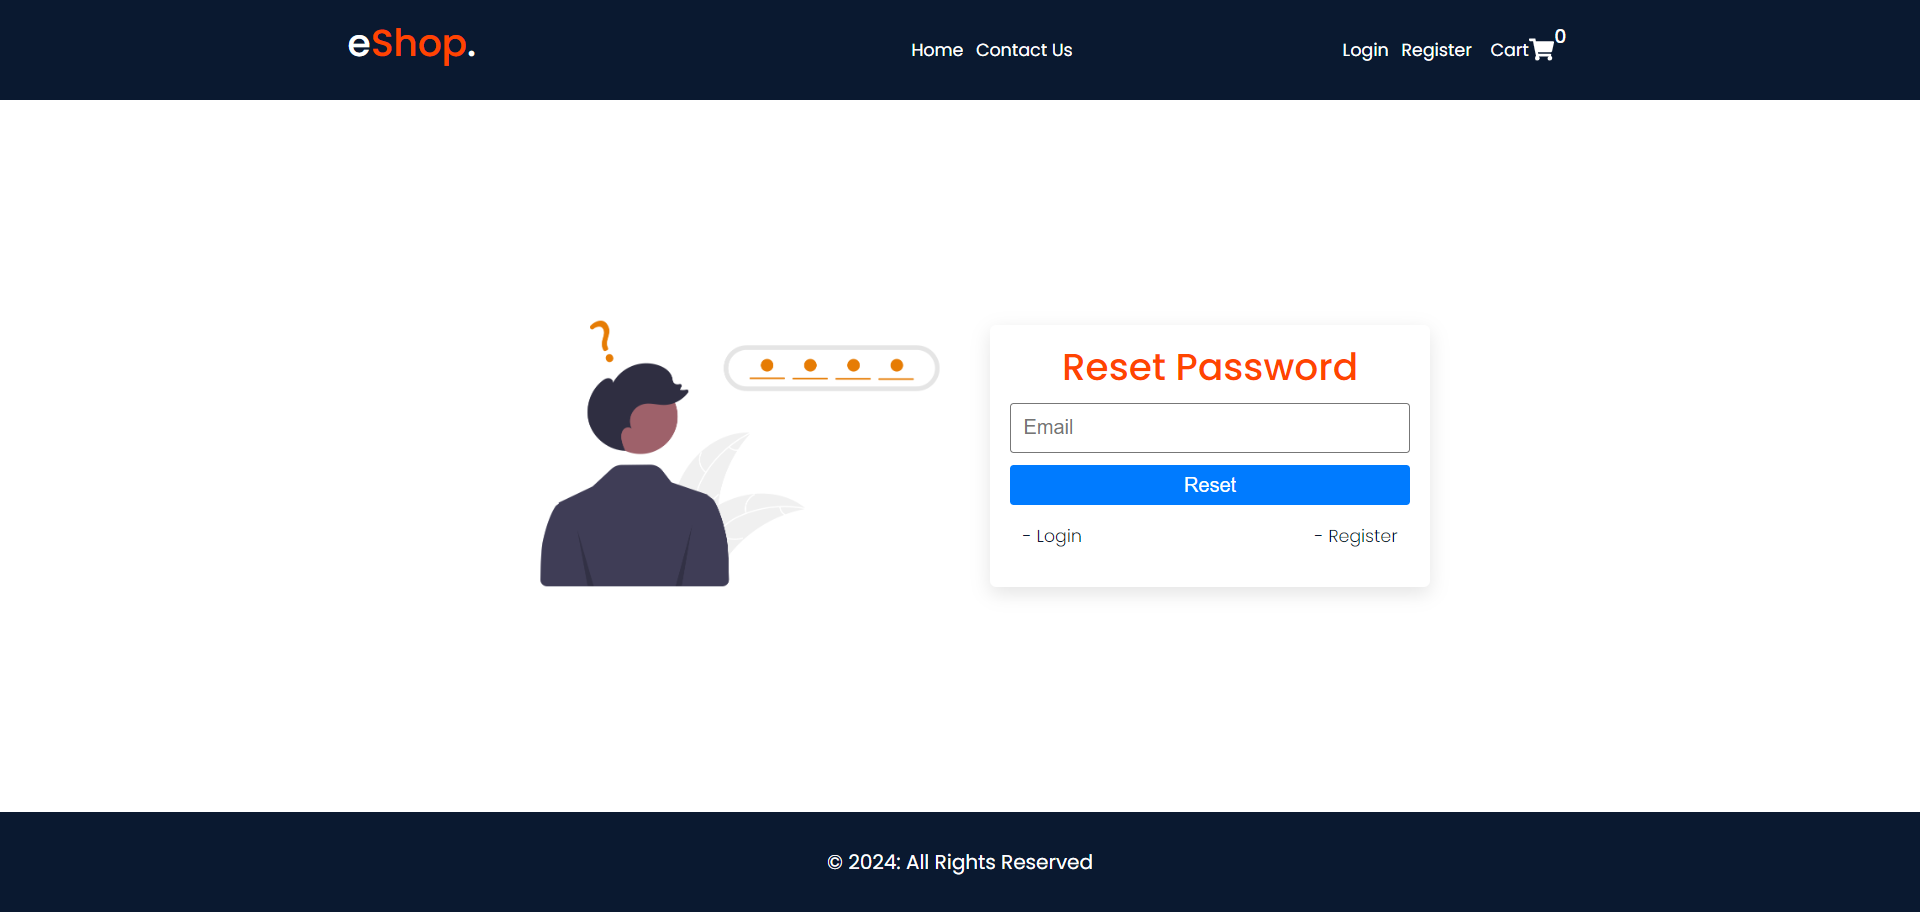 eShop.
Home Contact Us
Login Register Cart 0
Reset Password
Email
Reset
- Login - Register
© 2024: All Rights Reserved